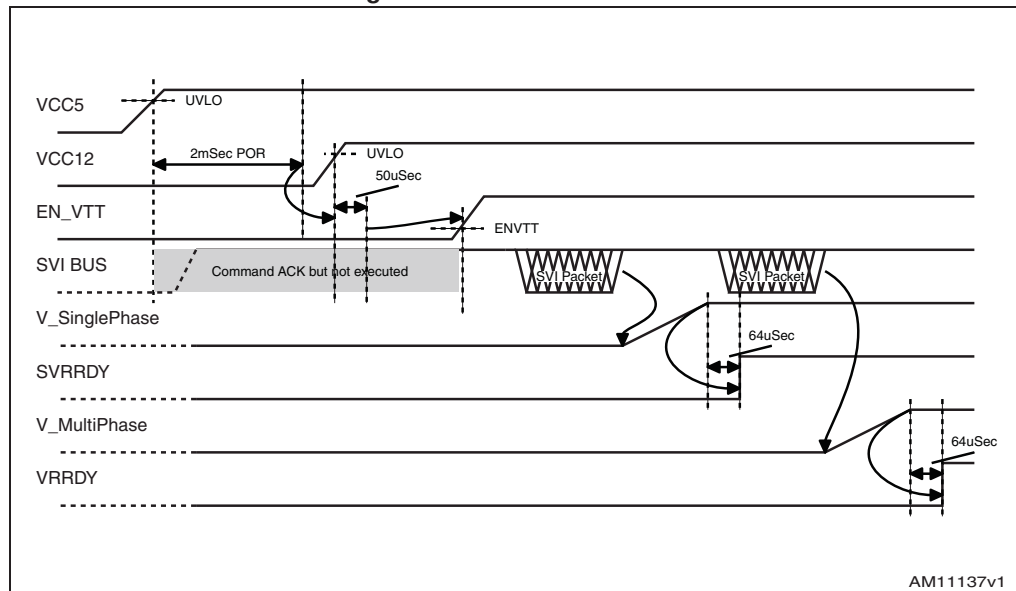 VCC5
UVLO
VCC12
2mSec POR
UVLO
50uSec
EN_VTT
ENVTT
SVI BUS
Command ACK but not executed
SVI Packet
SVI Packet
V_SinglePhase
64uSec
SVRRDY
V_MultiPhase
64uSec
VRRDY
AM11137v1